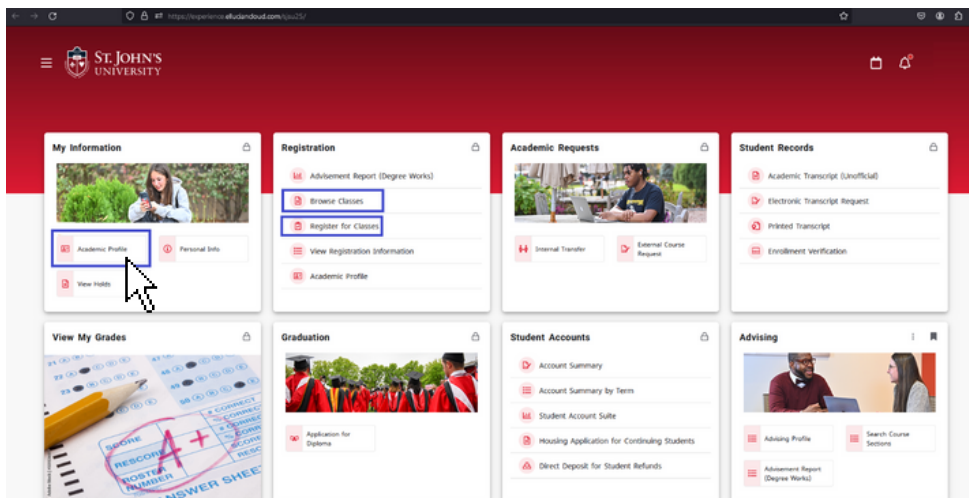 https://experience.elluciancloud.com/sjsu25/
ST. JOHN'S
UNIVERSITY
My Information
Academic Profile
Personal Info
View Holds
Registration
Advisement Report (Degree Works)
Browse Classes
Register for Classes
View Registration Information
Academic Profile
Academic Requests
Internal Transfer
External Course
Request
Student Records
Academic Transcript (Unofficial)
Electronic Transcript Request
Printed Transcript
Enrollment Verification
View My Grades
SCORE
RESCORE
ROSTER
NUMBER
A+
# CORRECT
ANSWER SHEET
Graduation
Application for
Diploma
Student Accounts
Account Summary
Account Summary by Term
Student Account Suite
Housing Application for Continuing Students
Direct Deposit for Student Refunds
Advising
Advising Profile
Search Course
Sections
Advisement Report
(Degree Works)